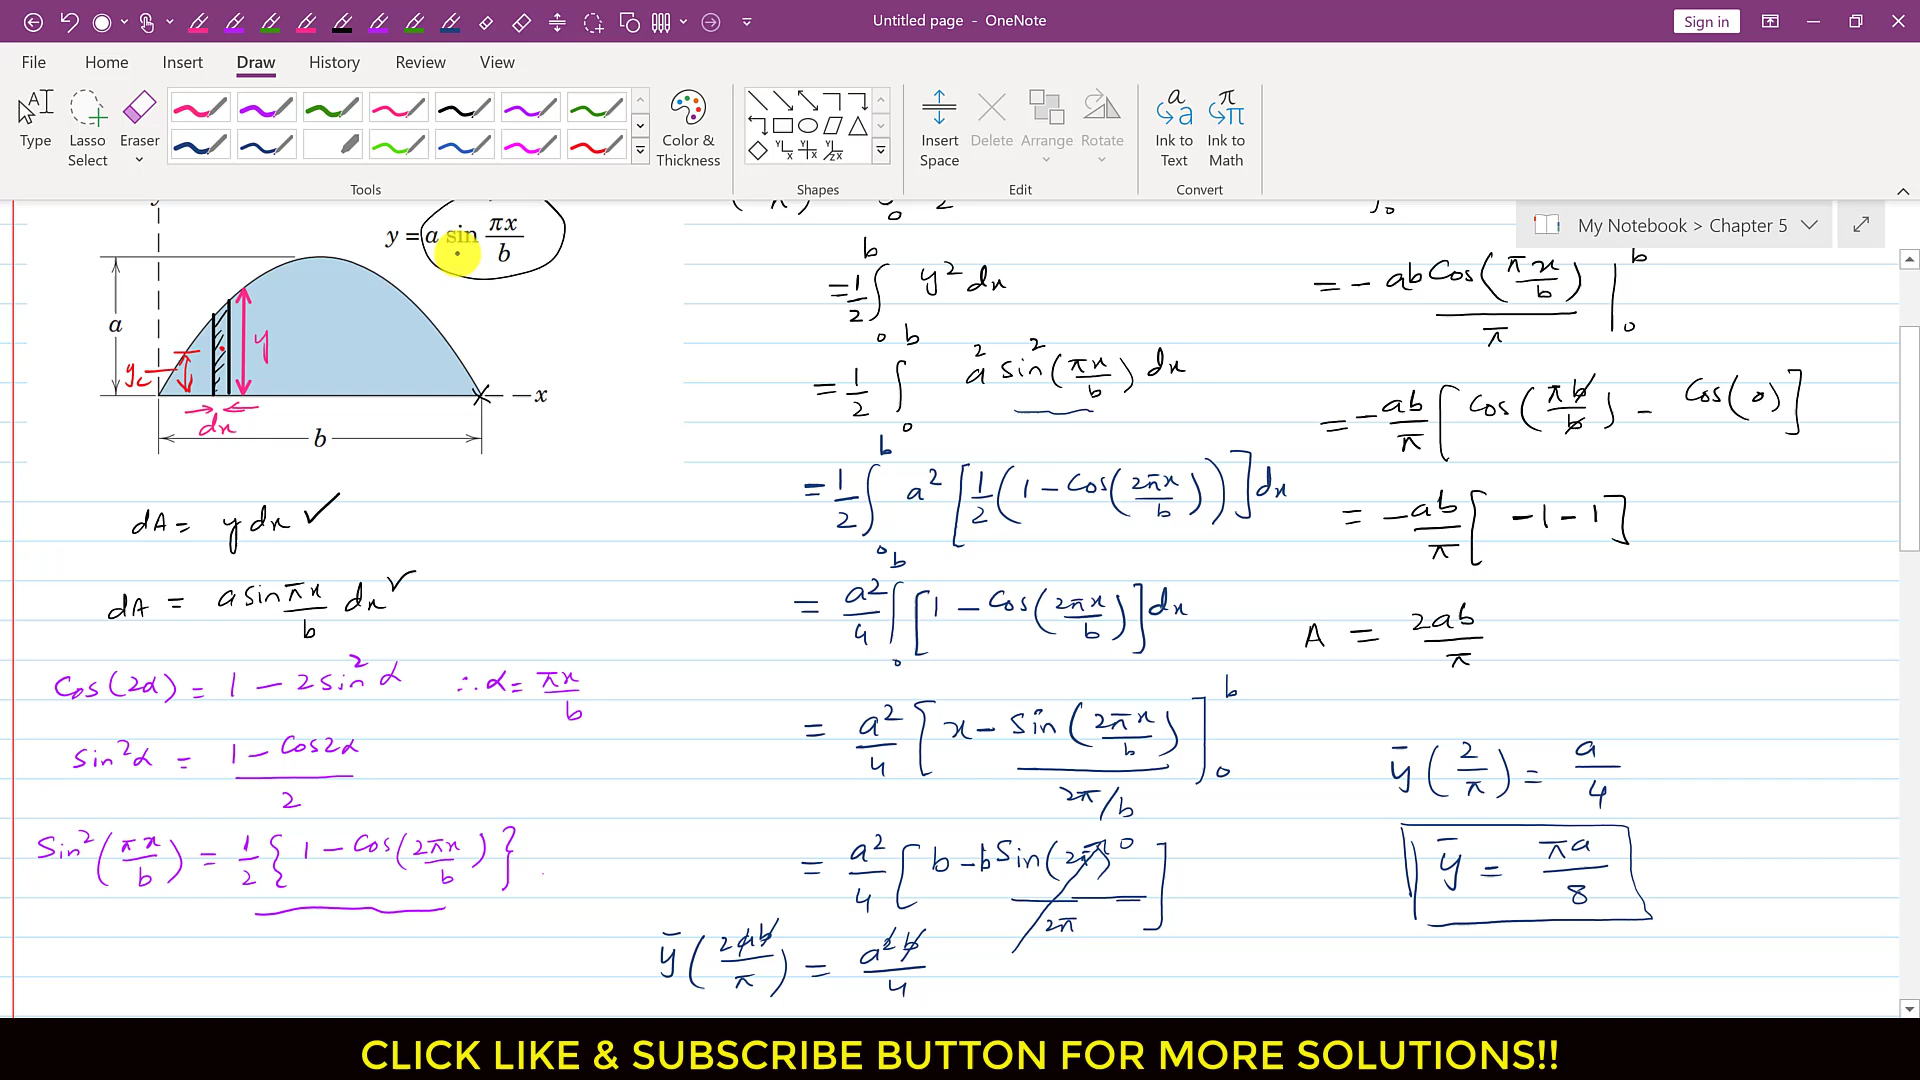 Untitled page - OneNote
Sign in
File Home Insert Draw History Review View
Type
Lasso Select
Eraser
Color & Thickness
Insert Space
Delete
Arrange
Rotate
Ink to Text
Ink to Math
Tools
Shapes
Edit
Convert
My Notebook > Chapter 5
y = a sin πx/b
a
y
y_c
dx
b
x
dA = y dx ✓
dA = a sin πx/b dx ✓
Cos(2α) = 1 - 2 sin²α ∴ α = πx/b
sin²α = (1 - Cos2α)/2
Sin²(πx/b) = 1/2 {1 - Cos(2πx/b)}
= 1/2 ∫₀ᵇ y² dx
= 1/2 ∫₀ᵇ a² sin²(πx/b) dx
= 1/2 ∫₀ᵇ a² [1/2 (1 - Cos(2πx/b))] dx
= a²/4 ∫₀ᵇ [1 - Cos(2πx/b)] dx
= a²/4 [x - Sin(2πx/b) / 2π/b]₀ᵇ
= a²/4 [b - b Sin(2π) 0 / 2π]
ȳ (2ab/π) = a²b/4
= - ab Cos(πx/b) / π |₀ᵇ
= -ab/π [Cos(πb/b) - Cos(0)]
= -ab/π [-1 - 1]
A = 2ab/π
ȳ (2/π) = a/4
ȳ = πa/8
CLICK LIKE & SUBSCRIBE BUTTON FOR MORE SOLUTIONS!!